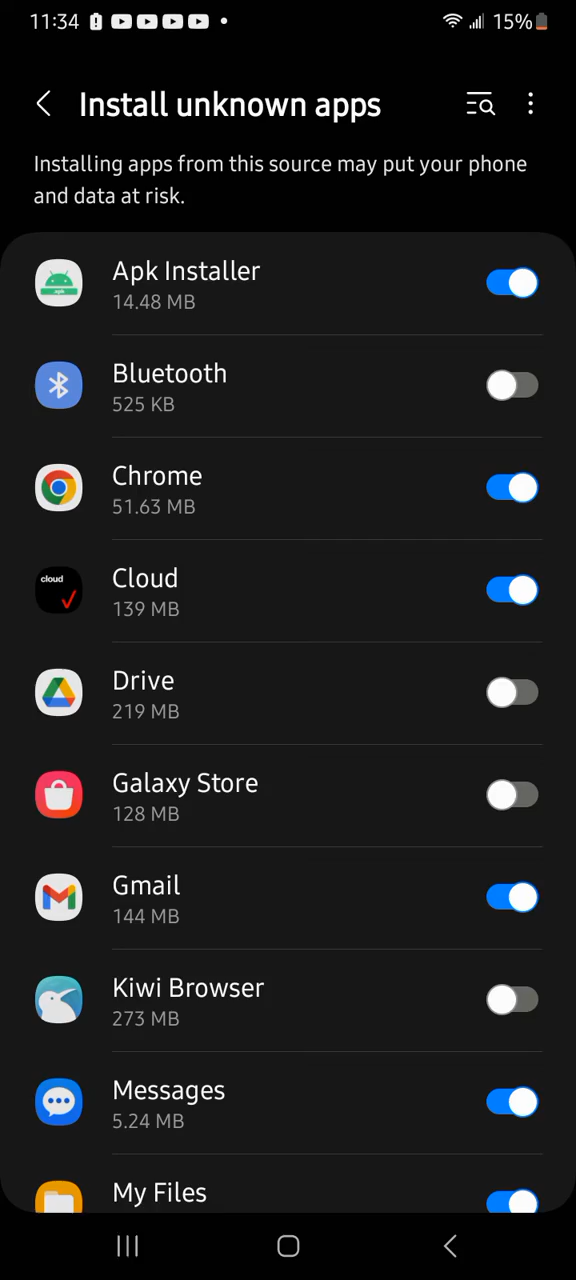 11:34
15%
Install unknown apps
Installing apps from this source may put your phone
and data at risk.
Apk Installer
14.48 MB
Bluetooth
525 KB
Chrome
51.63 MB
cloud
Cloud
139 MB
Drive
219 MB
Galaxy Store
128 MB
Gmail
144 MB
Kiwi Browser
273 MB
Messages
5.24 MB
My Files